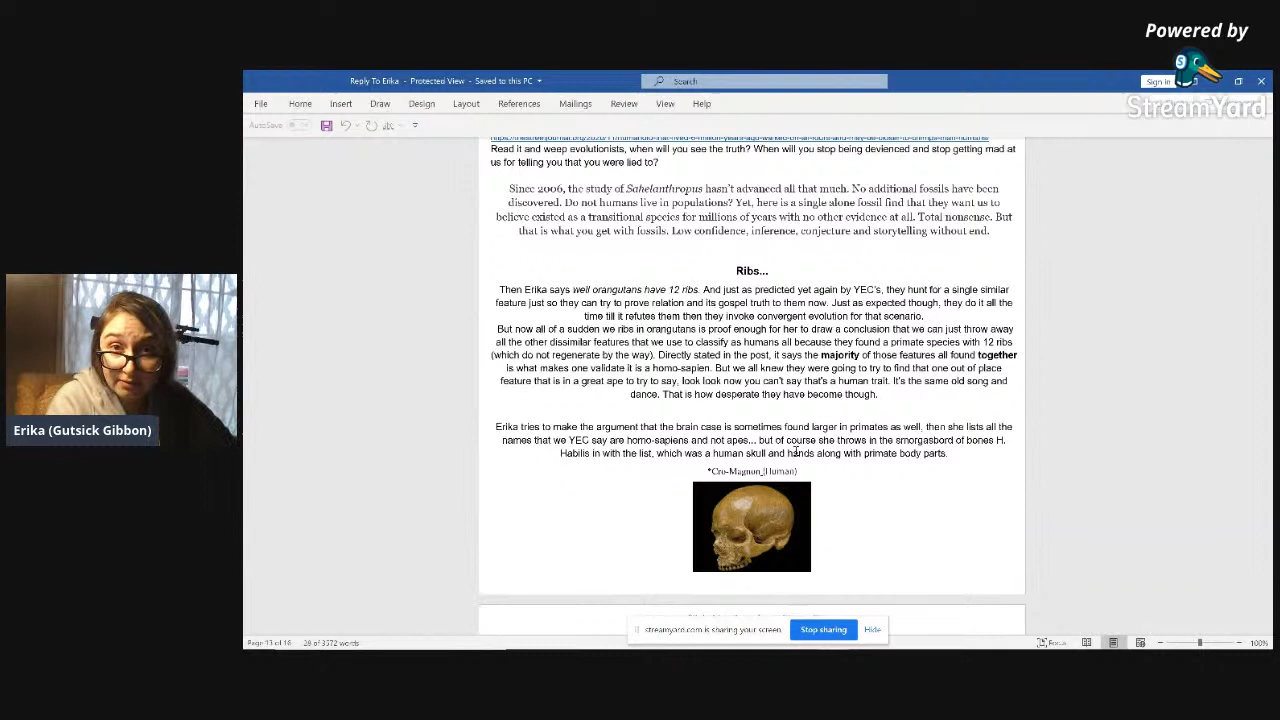 Powered by
StreamYard
Reply To Erika - Protected View - Saved to this PC
Search
Sign in
File Home Insert Draw Design Layout References Mailings Review View Help
AutoSave
Read it and weep evolutionists, when will you see the truth? When will you stop being devienced and stop getting mad at
us for telling you that you were lied to?
Since 2006, the study of Sahelanthropus hasn't advanced all that much. No additional fossils have been
discovered. Do not humans live in populations? Yet, here is a single alone fossil find that they want us to
believe existed as a transitional species for millions of years with no other evidence at all. Total nonsense. But
that is what you get with fossils. Low confidence, inference, conjecture and storytelling without end.
Ribs...
Then Erika says well orangutans have 12 ribs. And just as predicted yet again by YEC's, they hunt for a single similar
feature just so they can try to prove relation and its gospel truth to them now. Just as expected though, they do it all the
time till it refutes them then they invoke convergent evolution for that scenario.
But now all of a sudden we ribs in orangutans is proof enough for her to draw a conclusion that we can just throw away
all the other dissimilar features that we use to classify as humans all because they found a primate species with 12 ribs
(which do not regenerate by the way). Directly stated in the post, it says the majority of those features all found together
is what makes one validate it is a homo-sapien. But we all knew they were going to try to find that one out of place
feature that is in a great ape to try to say, look look now you can't say that's a human trait. It's the same old song and
dance. That is how desperate they have become though.
Erika tries to make the argument that the brain case is sometimes found larger in primates as well, then she lists all the
names that we YEC say are homo-sapiens and not apes... but of course she throws in the smorgasbord of bones H.
Habilis in with the list, which was a human skull and hands along with primate body parts.
*Cro-Magnon (Human)
Erika (Gutsick Gibbon)
streamyard.com is sharing your screen.
Stop sharing
Hide
Page 13 of 16
28 of 3572 words
Focus
100%